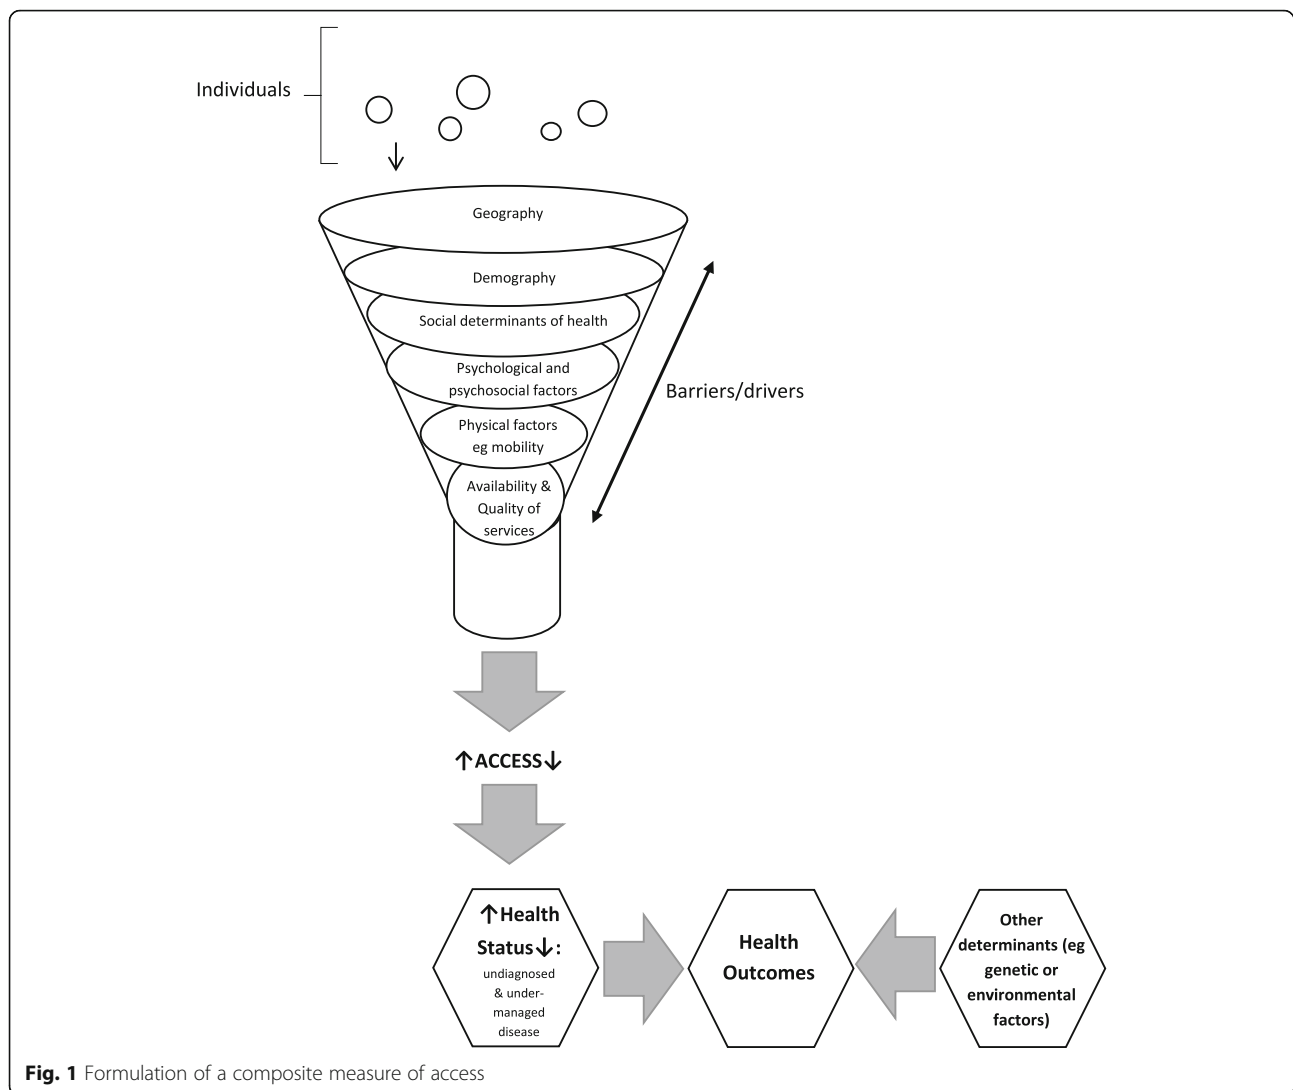 Individuals
Geography
Demography
Social determinants of health
Psychological and
psychosocial factors
Barriers/drivers
Physical factors
eg mobility
Availability &
Quality of
services
↑ACCESS↓
↑Health
Status↓:
undiagnosed
& under-
managed
disease
Health
Outcomes
Other
determinants (eg
genetic or
environmental
factors)
Fig. 1 Formulation of a composite measure of access